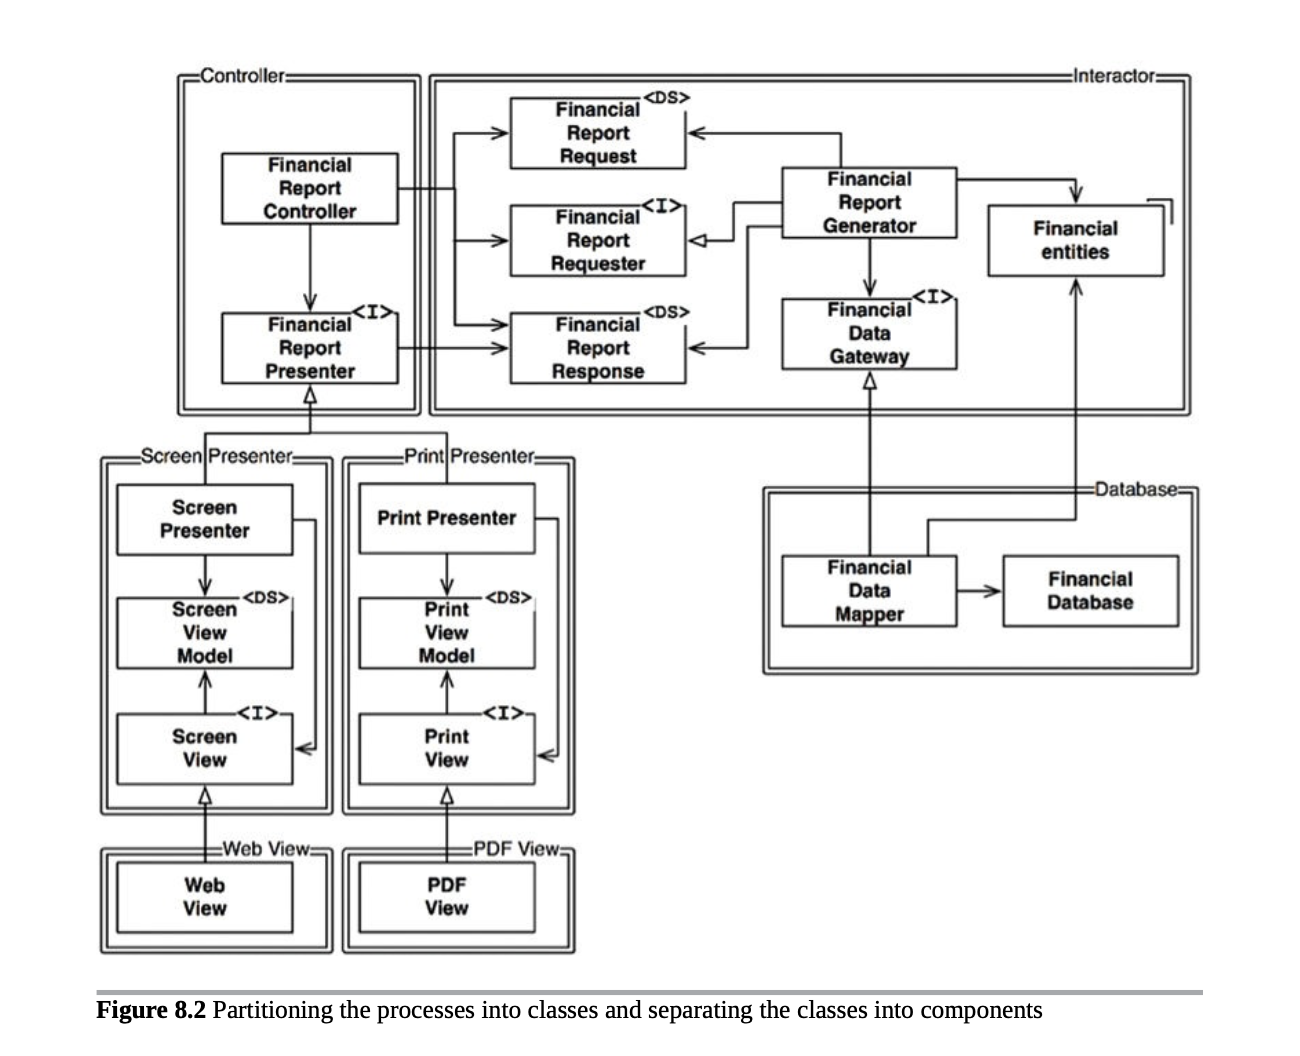 Controller
Interactor
<DS>
Financial
Report
Request
Financial
Report
Controller
Financial
Report
Generator
<I>
Financial
Report
Requester
Financial
entities
<I>
Financial
Report
Presenter
<DS>
Financial
Report
Response
<I>
Financial
Data
Gateway
Screen Presenter
Print Presenter
Database
Screen
Presenter
Print Presenter
Financial
Data
Mapper
Financial
Database
<DS>
Screen
View
Model
<DS>
Print
View
Model
<I>
Screen
View
<I>
Print
View
Web View
PDF View
Web
View
PDF
View
Figure 8.2 Partitioning the processes into classes and separating the classes into components